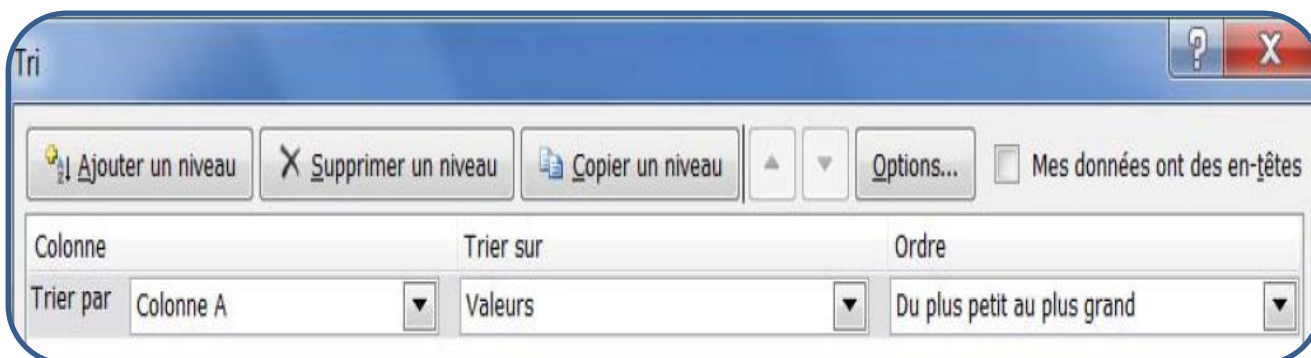 Tri
Ajouter un niveau Supprimer un niveau Copier un niveau Options... Mes données ont des en-têtes
Colonne Trier sur Ordre
Trier par Colonne A Valeurs Du plus petit au plus grand